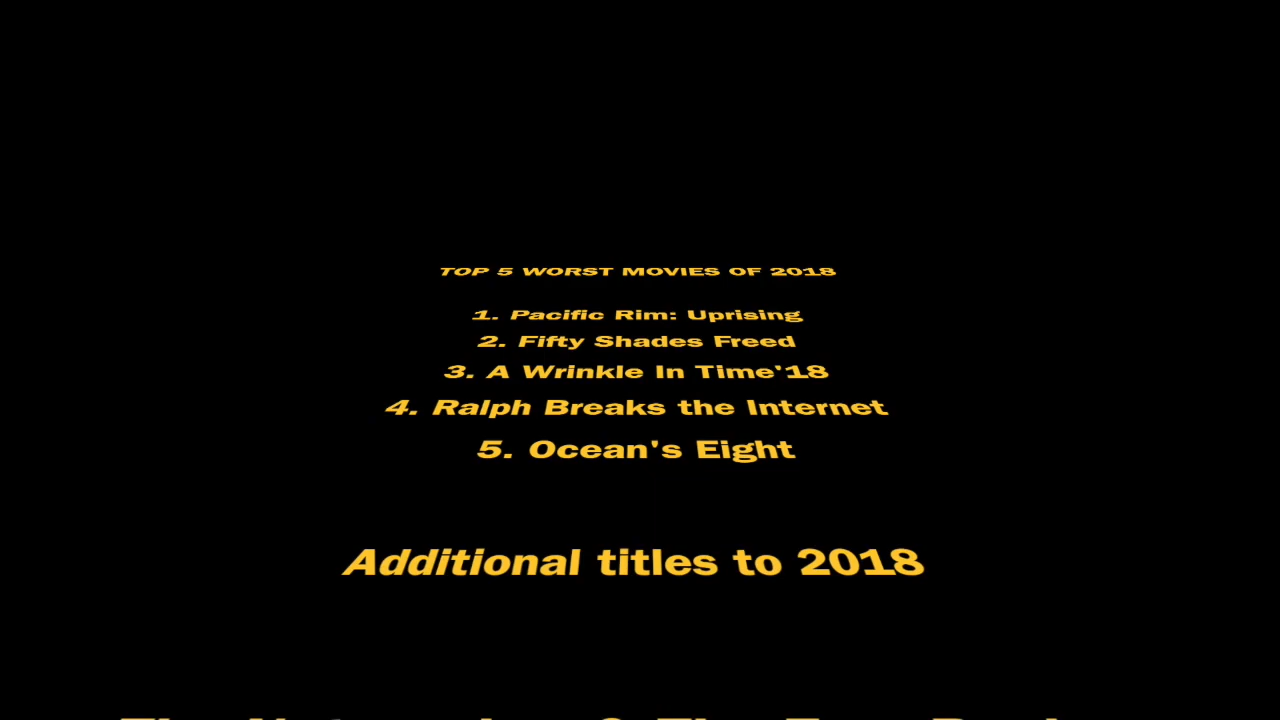 TOP 5 WORST MOVIES OF 2018
1. Pacific Rim: Uprising
2. Fifty Shades Freed
3. A Wrinkle In Time'18
4. Ralph Breaks the Internet
5. Ocean's Eight
Additional titles to 2018